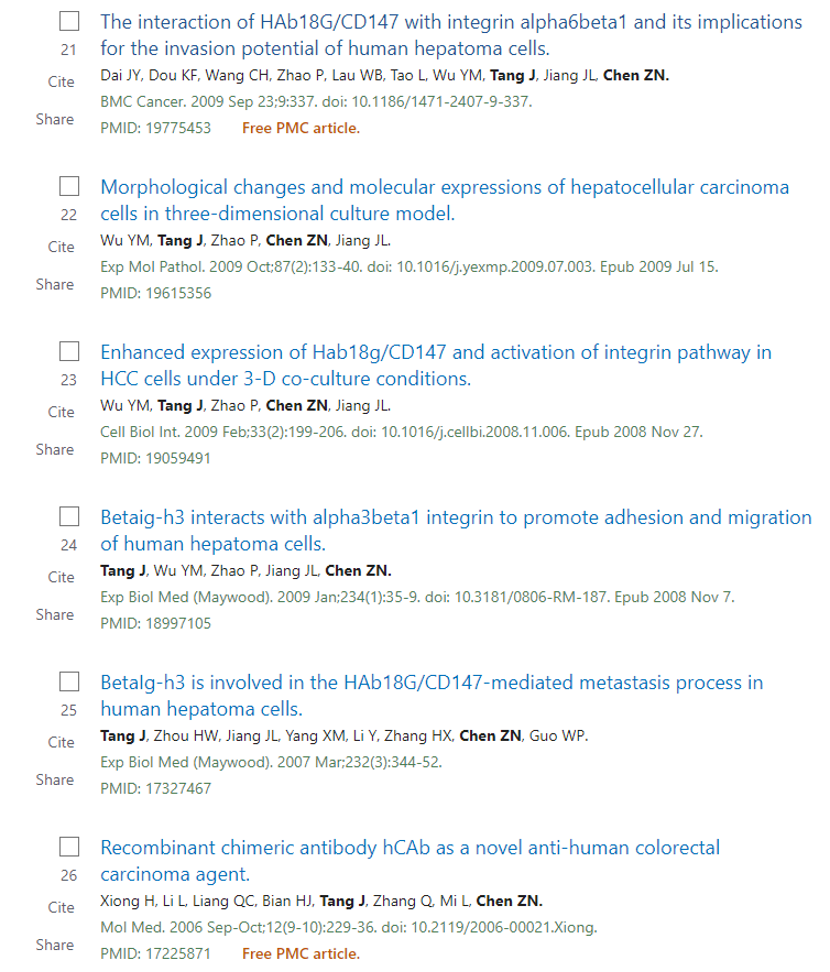 The interaction of HAb18G/CD147 with integrin alpha6beta1 and its implications
21 for the invasion potential of human hepatoma cells.
Cite Dai JY, Dou KF, Wang CH, Zhao P, Lau WB, Tao L, Wu YM, Tang J, Jiang JL, Chen ZN.
BMC Cancer. 2009 Sep 23;9:337. doi: 10.1186/1471-2407-9-337.
Share
PMID: 19775453 Free PMC article.
Morphological changes and molecular expressions of hepatocellular carcinoma
22 cells in three-dimensional culture model.
Cite Wu YM, Tang J, Zhao P, Chen ZN, Jiang JL.
Exp Mol Pathol. 2009 Oct;87(2):133-40. doi: 10.1016/j.yexmp.2009.07.003. Epub 2009 Jul 15.
Share
PMID: 19615356
Enhanced expression of Hab18g/CD147 and activation of integrin pathway in
23 HCC cells under 3-D co-culture conditions.
Cite Wu YM, Tang J, Zhao P, Chen ZN, Jiang JL.
Cell Biol Int. 2009 Feb;33(2):199-206. doi: 10.1016/j.cellbi.2008.11.006. Epub 2008 Nov 27.
Share
PMID: 19059491
Betaig-h3 interacts with alpha3beta1 integrin to promote adhesion and migration
24 of human hepatoma cells.
Cite Tang J, Wu YM, Zhao P, Jiang JL, Chen ZN.
Exp Biol Med (Maywood). 2009 Jan;234(1):35-9. doi: 10.3181/0806-RM-187. Epub 2008 Nov 7.
Share
PMID: 18997105
BetaIg-h3 is involved in the HAb18G/CD147-mediated metastasis process in
25 human hepatoma cells.
Cite Tang J, Zhou HW, Jiang JL, Yang XM, Li Y, Zhang HX, Chen ZN, Guo WP.
Exp Biol Med (Maywood). 2007 Mar;232(3):344-52.
Share
PMID: 17327467
Recombinant chimeric antibody hCAb as a novel anti-human colorectal
26 carcinoma agent.
Cite Xiong H, Li L, Liang QC, Bian HJ, Tang J, Zhang Q, Mi L, Chen ZN.
Mol Med. 2006 Sep-Oct;12(9-10):229-36. doi: 10.2119/2006-00021.Xiong.
Share
PMID: 17225871 Free PMC article.